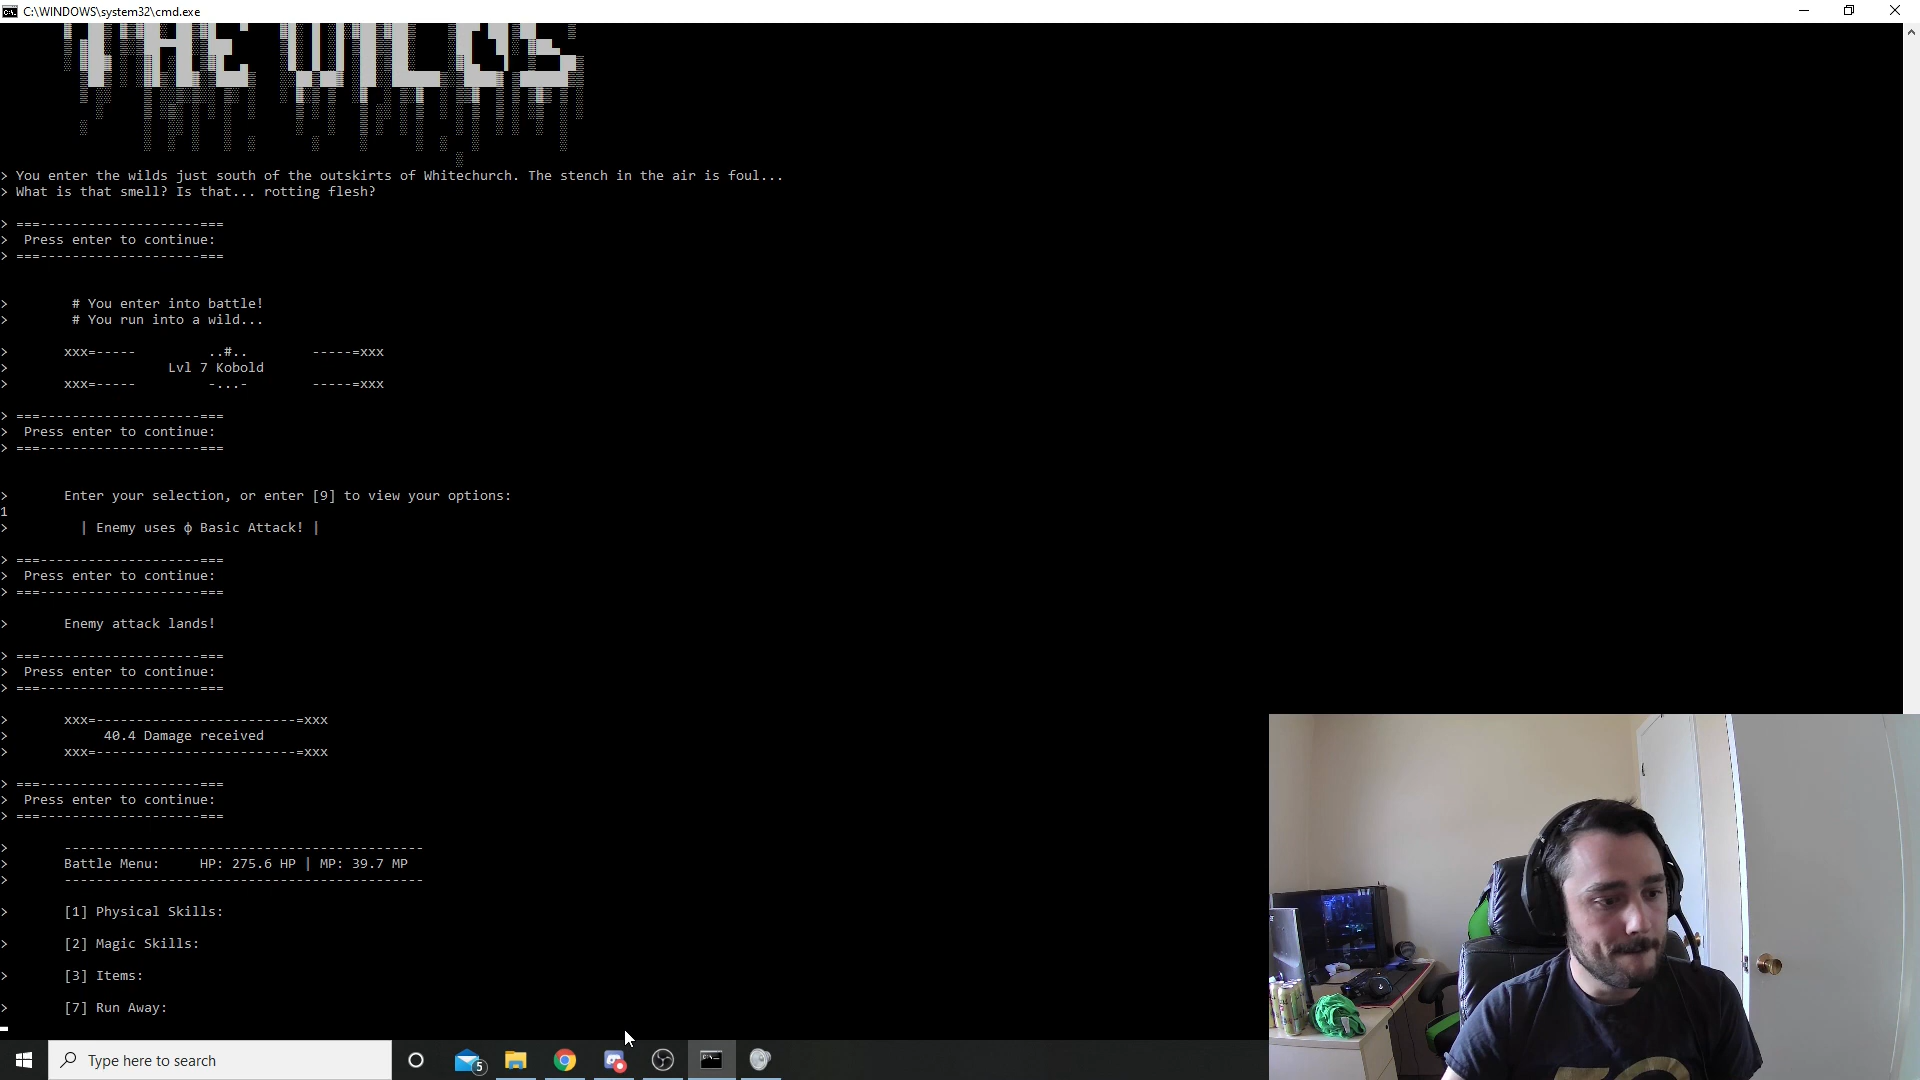 C:\WINDOWS\system32\cmd.exe
THE WILDS
> You enter the wilds just south of the outskirts of Whitechurch. The stench in the air is foul...
> What is that smell? Is that... rotting flesh?
> ===--------------------===
>  Press enter to continue:
> ===--------------------===
>        # You enter into battle!
>        # You run into a wild...
>       xxx=-----         ..#..        -----=xxx
>                    Lvl 7 Kobold
>       xxx=-----         -...-        -----=xxx
> ===--------------------===
>  Press enter to continue:
> ===--------------------===
>       Enter your selection, or enter [9] to view your options:
1
>         | Enemy uses ф Basic Attack! |
> ===--------------------===
>  Press enter to continue:
> ===--------------------===
>       Enemy attack lands!
> ===--------------------===
>  Press enter to continue:
> ===--------------------===
>       xxx=-------------------------=xxx
>            40.4 Damage received
>       xxx=-------------------------=xxx
> ===--------------------===
>  Press enter to continue:
> ===--------------------===
>       ---------------------------------------------
>       Battle Menu:     HP: 275.6 HP | MP: 39.7 MP
>       ---------------------------------------------
>       [1] Physical Skills:
>       [2] Magic Skills:
>       [3] Items:
>       [7] Run Away:
Type here to search
5